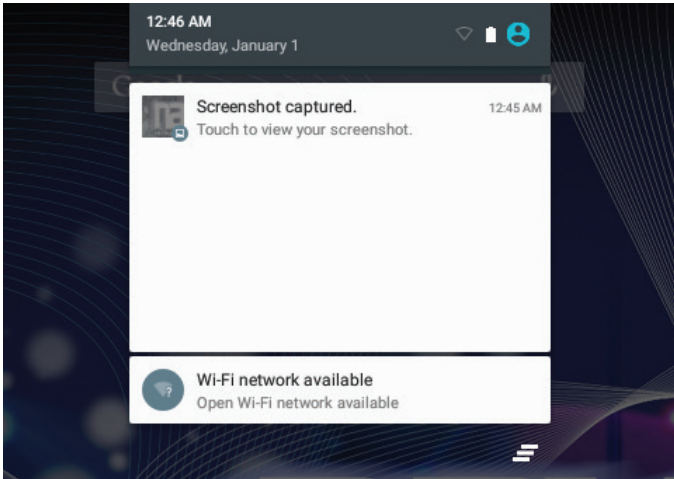 12:46 AM
Wednesday, January 1
Screenshot captured.
12:45 AM
Touch to view your screenshot.
Wi-Fi network available
Open Wi-Fi network available